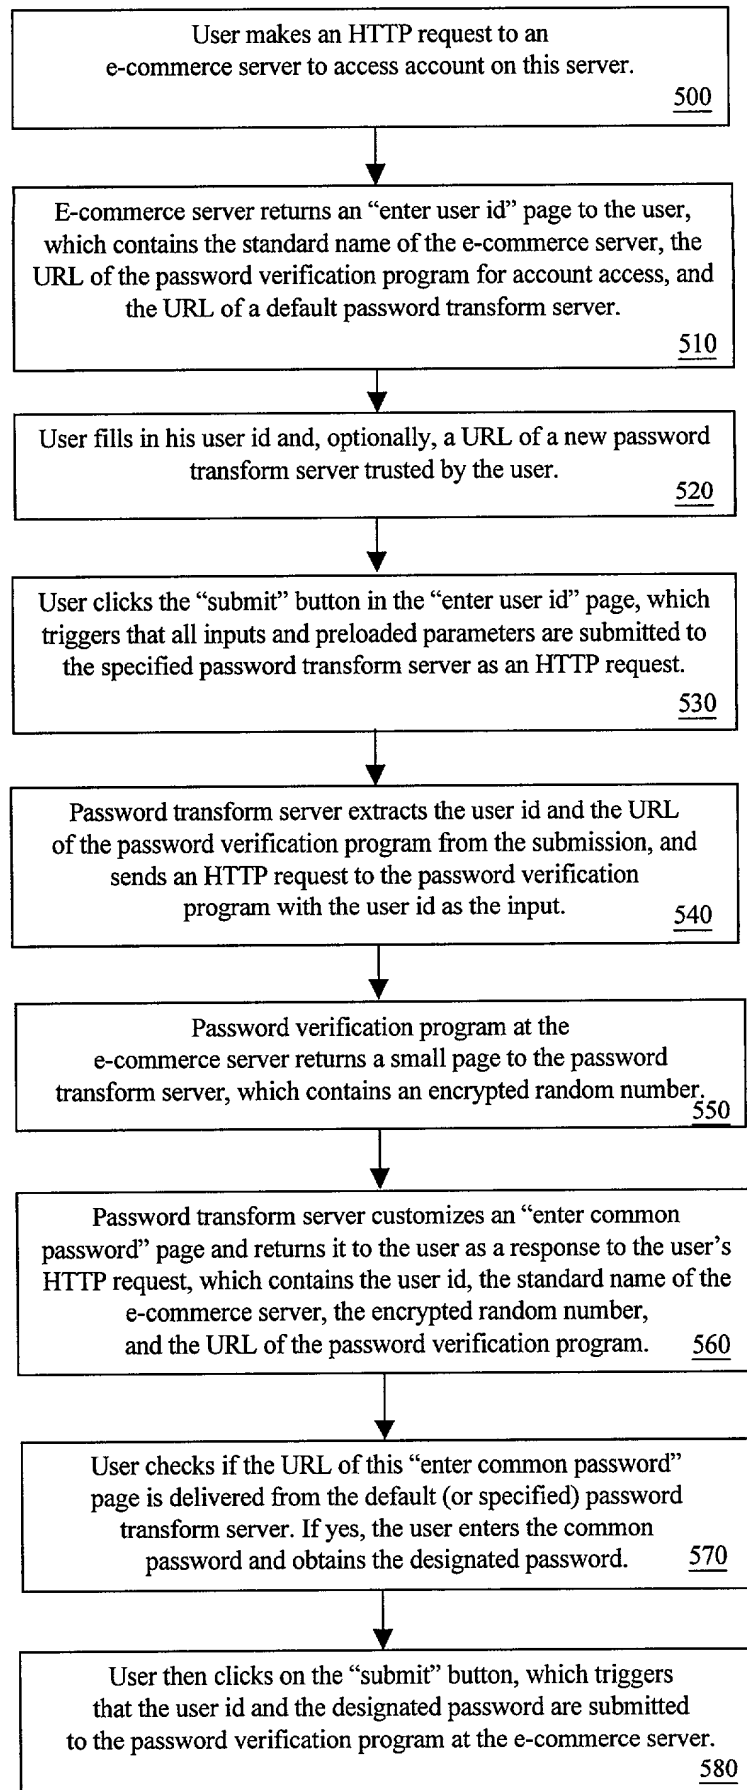 User makes an HTTP request to an
e-commerce server to access account on this server.
500
E-commerce server returns an “enter user id” page to the user,
which contains the standard name of the e-commerce server, the
URL of the password verification program for account access, and
the URL of a default password transform server.
510
User fills in his user id and, optionally, a URL of a new password
transform server trusted by the user.
520
User clicks the “submit” button in the “enter user id” page, which
triggers that all inputs and preloaded parameters are submitted to
the specified password transform server as an HTTP request.
530
Password transform server extracts the user id and the URL
of the password verification program from the submission, and
sends an HTTP request to the password verification
program with the user id as the input.
540
Password verification program at the
e-commerce server returns a small page to the password
transform server, which contains an encrypted random number.
550
Password transform server customizes an “enter common
password” page and returns it to the user as a response to the user’s
HTTP request, which contains the user id, the standard name of the
e-commerce server, the encrypted random number,
and the URL of the password verification program. 560
User checks if the URL of this “enter common password”
page is delivered from the default (or specified) password
transform server. If yes, the user enters the common
password and obtains the designated password. 570
User then clicks on the “submit” button, which triggers
that the user id and the designated password are submitted
to the password verification program at the e-commerce server.
580